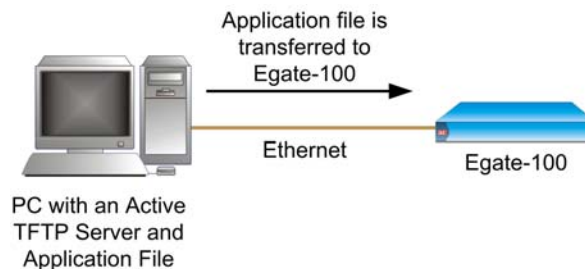 Application file is
transferred to
Egate-100
Ethernet
Egate-100
PC with an Active
TFTP Server and
Application File